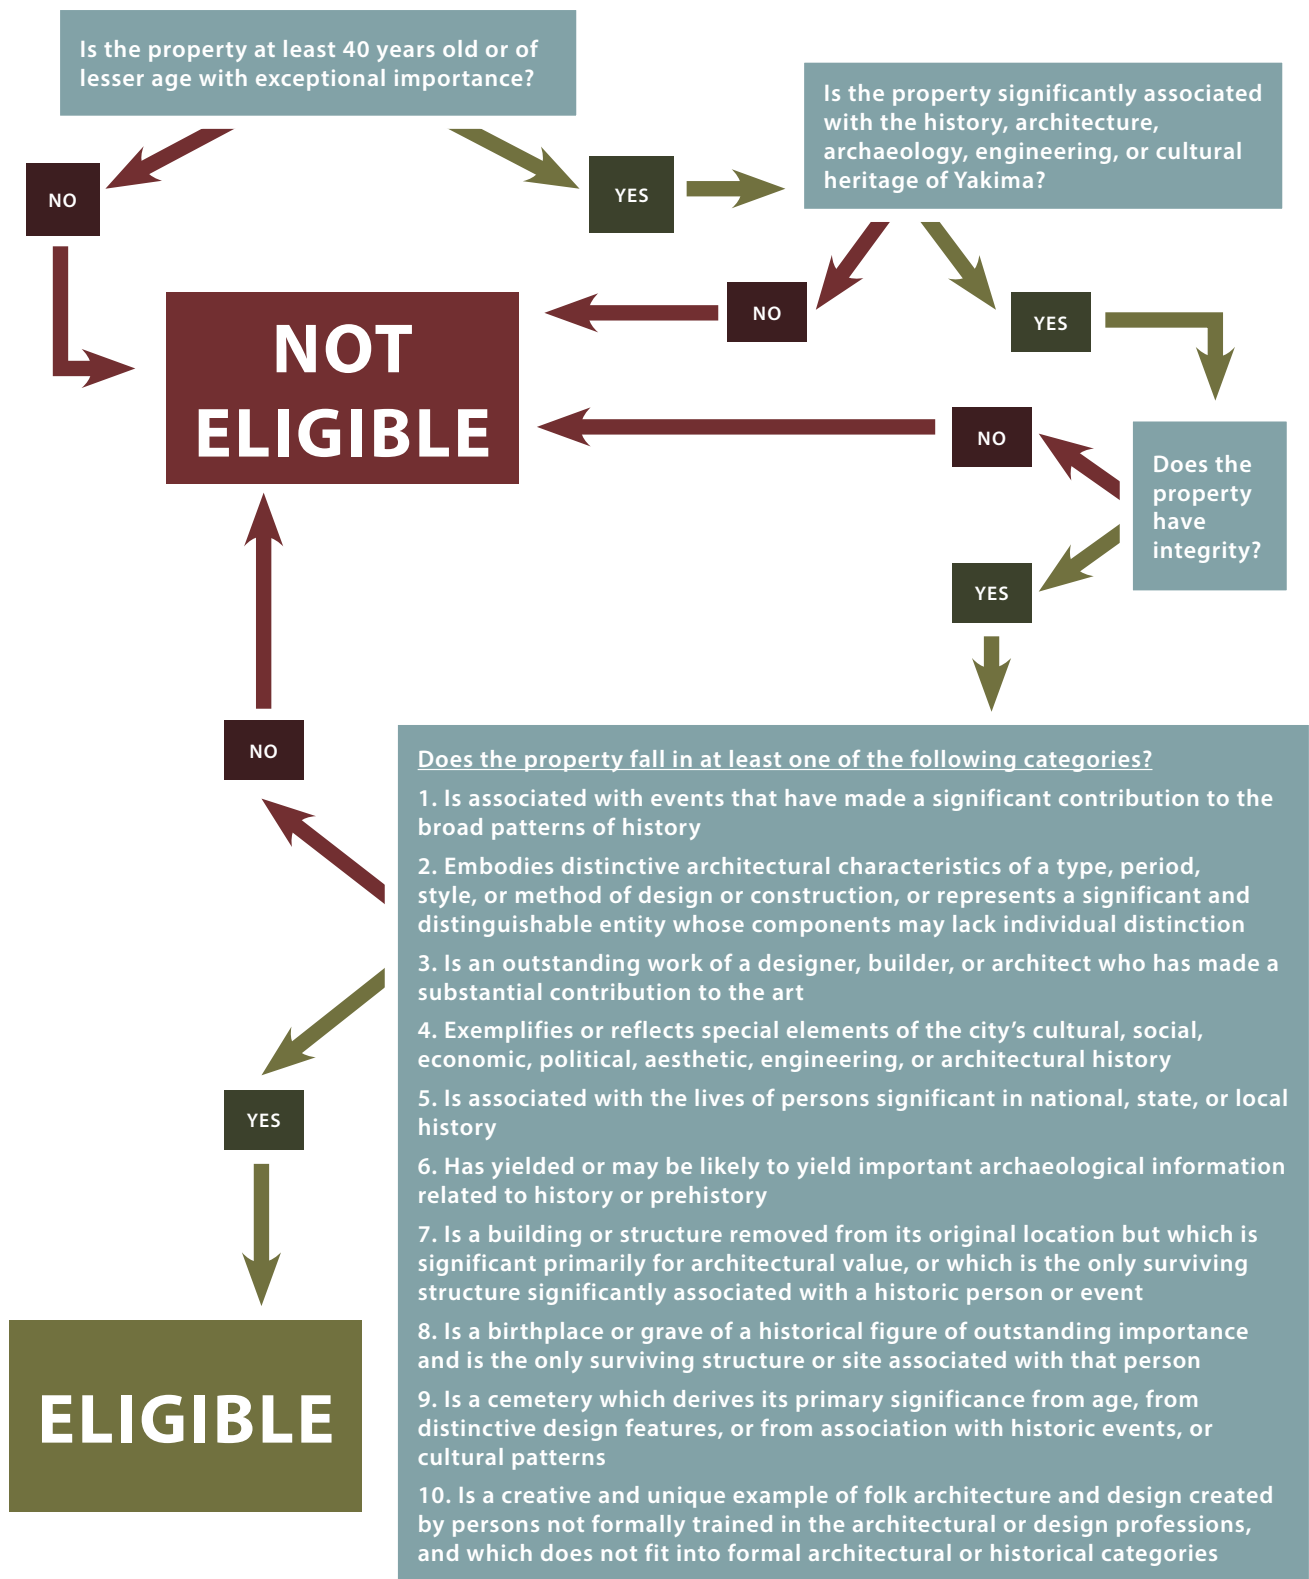 Is the property at least 40 years old or of
lesser age with exceptional importance?
Is the property significantly associated
with the history, architecture,
archaeology, engineering, or cultural
heritage of Yakima?
NO
YES
NOT
ELIGIBLE
NO
YES
NO
Does the
property
have
integrity?
YES
NO
Does the property fall in at least one of the following categories?
1. Is associated with events that have made a significant contribution to the
broad patterns of history
2. Embodies distinctive architectural characteristics of a type, period,
style, or method of design or construction, or represents a significant and
distinguishable entity whose components may lack individual distinction
3. Is an outstanding work of a designer, builder, or architect who has made a
substantial contribution to the art
4. Exemplifies or reflects special elements of the city’s cultural, social,
economic, political, aesthetic, engineering, or architectural history
5. Is associated with the lives of persons significant in national, state, or local
history
6. Has yielded or may be likely to yield important archaeological information
related to history or prehistory
7. Is a building or structure removed from its original location but which is
significant primarily for architectural value, or which is the only surviving
structure significantly associated with a historic person or event
8. Is a birthplace or grave of a historical figure of outstanding importance
and is the only surviving structure or site associated with that person
9. Is a cemetery which derives its primary significance from age, from
distinctive design features, or from association with historic events, or
cultural patterns
10. Is a creative and unique example of folk architecture and design created
by persons not formally trained in the architectural or design professions,
and which does not fit into formal architectural or historical categories
YES
ELIGIBLE